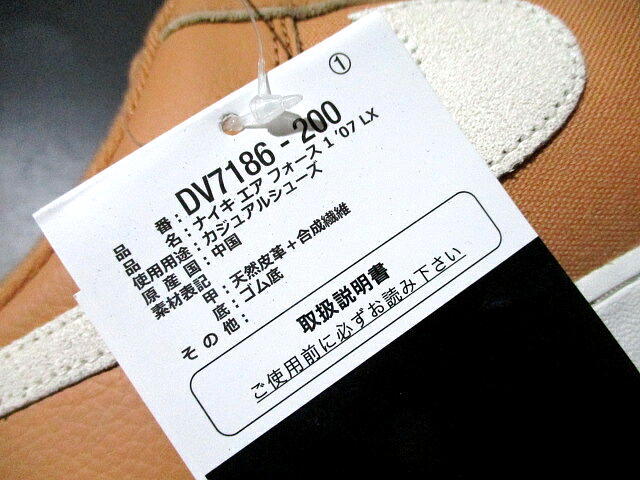 ①
品番：DV7186-200
品名：ナイキ エア フォース 1 '07 LX
使用用途：カジュアルシューズ
原産国：中国
素材表記
甲：天然皮革＋合成繊維
底：ゴム底
その他：
取扱説明書
ご使用前に必ずお読み下さい